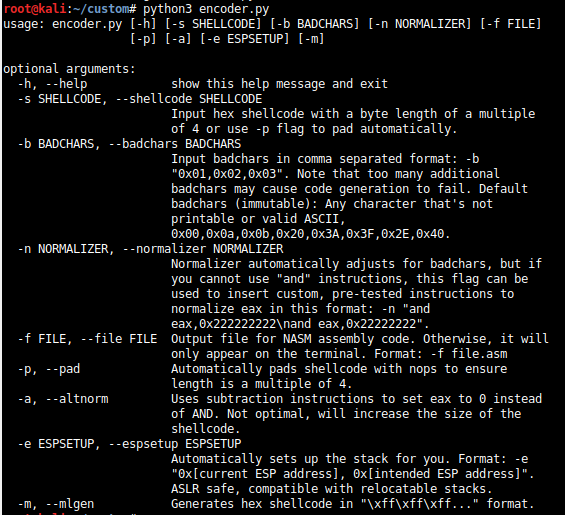 root@kali:~/custom# python3 encoder.py
usage: encoder.py [-h] [-s SHELLCODE] [-b BADCHARS] [-n NORMALIZER] [-f FILE]
                  [-p] [-a] [-e ESPSETUP] [-m]

optional arguments:
  -h, --help            show this help message and exit
  -s SHELLCODE, --shellcode SHELLCODE
                        Input hex shellcode with a byte length of a multiple
                        of 4 or use -p flag to pad automatically.
  -b BADCHARS, --badchars BADCHARS
                        Input badchars in comma separated format: -b
                        "0x01,0x02,0x03". Note that too many additional
                        badchars may cause code generation to fail. Default
                        badchars (immutable): Any character that's not
                        printable or valid ASCII,
                        0x00,0x0a,0x0b,0x20,0x3A,0x3F,0x2E,0x40.
  -n NORMALIZER, --normalizer NORMALIZER
                        Normalizer automatically adjusts for badchars, but if
                        you cannot use "and" instructions, this flag can be
                        used to insert custom, pre-tested instructions to
                        normalize eax in this format: -n "and
                        eax,0x222222222\nand eax,0x22222222".
  -f FILE, --file FILE  Output file for NASM assembly code. Otherwise, it will
                        only appear on the terminal. Format: -f file.asm
  -p, --pad             Automatically pads shellcode with nops to ensure
                        length is a multiple of 4.
  -a, --altnorm         Uses subtraction instructions to set eax to 0 instead
                        of AND. Not optimal, will increase the size of the
                        shellcode.
  -e ESPSETUP, --espsetup ESPSETUP
                        Automatically sets up the stack for you. Format: -e
                        "0x[current ESP address], 0x[intended ESP address]".
                        ASLR safe, compatible with relocatable stacks.
  -m, --mlgen           Generates hex shellcode in "\xff\xff\xff..." format.